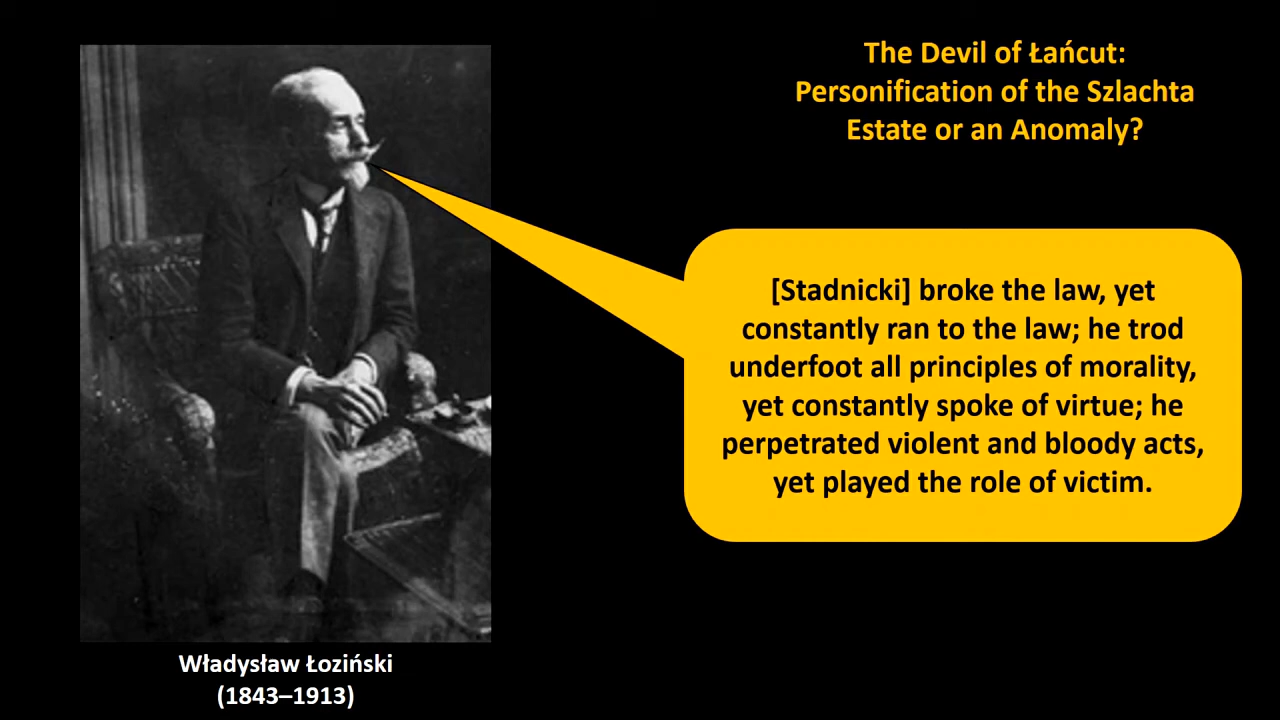 The Devil of Łańcut:
Personification of the Szlachta
Estate or an Anomaly?
[Stadnicki] broke the law, yet
constantly ran to the law; he trod
underfoot all principles of morality,
yet constantly spoke of virtue; he
perpetrated violent and bloody acts,
yet played the role of victim.
Władysław Łoziński
(1843–1913)